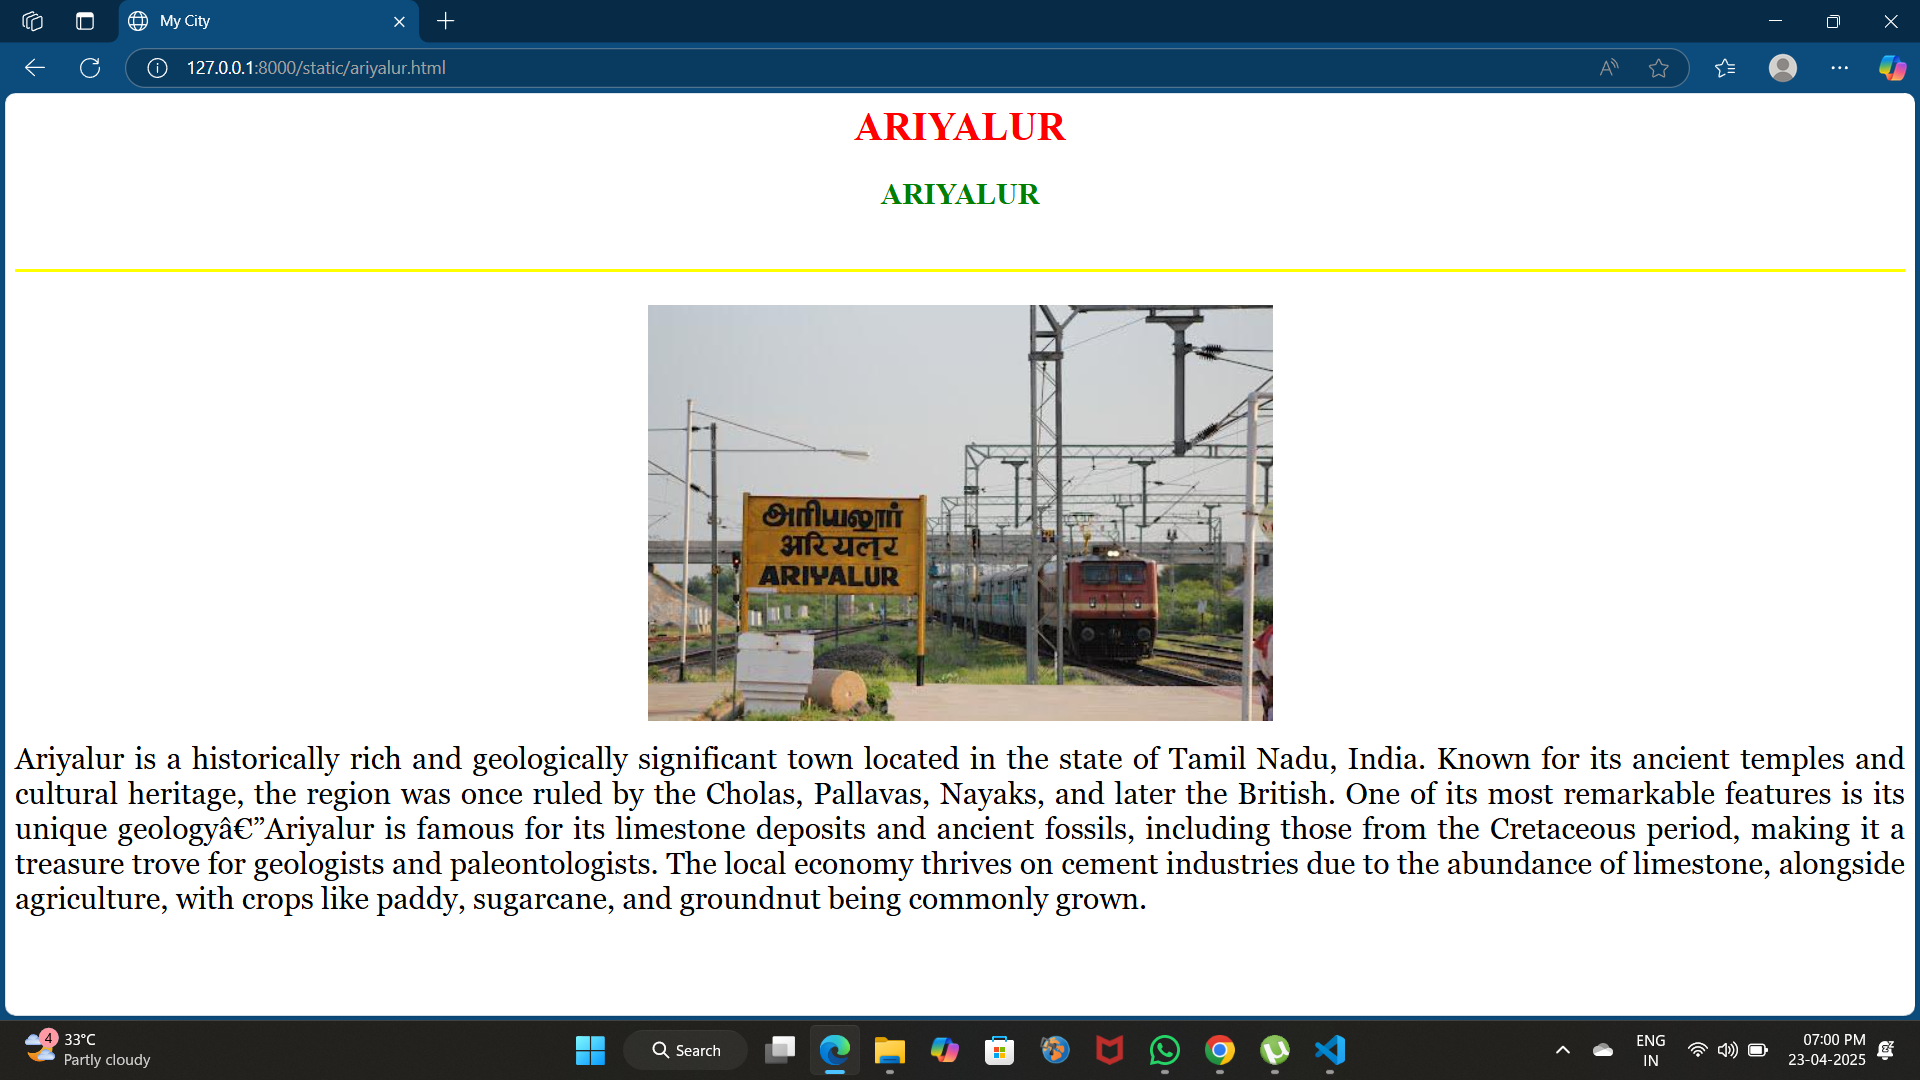 My City
127.0.0.1:8000/static/ariyalur.html
ARIYALUR
ARIYALUR
அரியலூர்
अरियलूर
ARIYALUR
Ariyalur is a historically rich and geologically significant town located in the state of Tamil Nadu, India. Known for its ancient temples and
cultural heritage, the region was once ruled by the Cholas, Pallavas, Nayaks, and later the British. One of its most remarkable features is its
unique geologyâ€”Ariyalur is famous for its limestone deposits and ancient fossils, including those from the Cretaceous period, making it a
treasure trove for geologists and paleontologists. The local economy thrives on cement industries due to the abundance of limestone, alongside
agriculture, with crops like paddy, sugarcane, and groundnut being commonly grown.
4
33°C
Partly cloudy
Search
ENG
IN
07:00 PM
23-04-2025